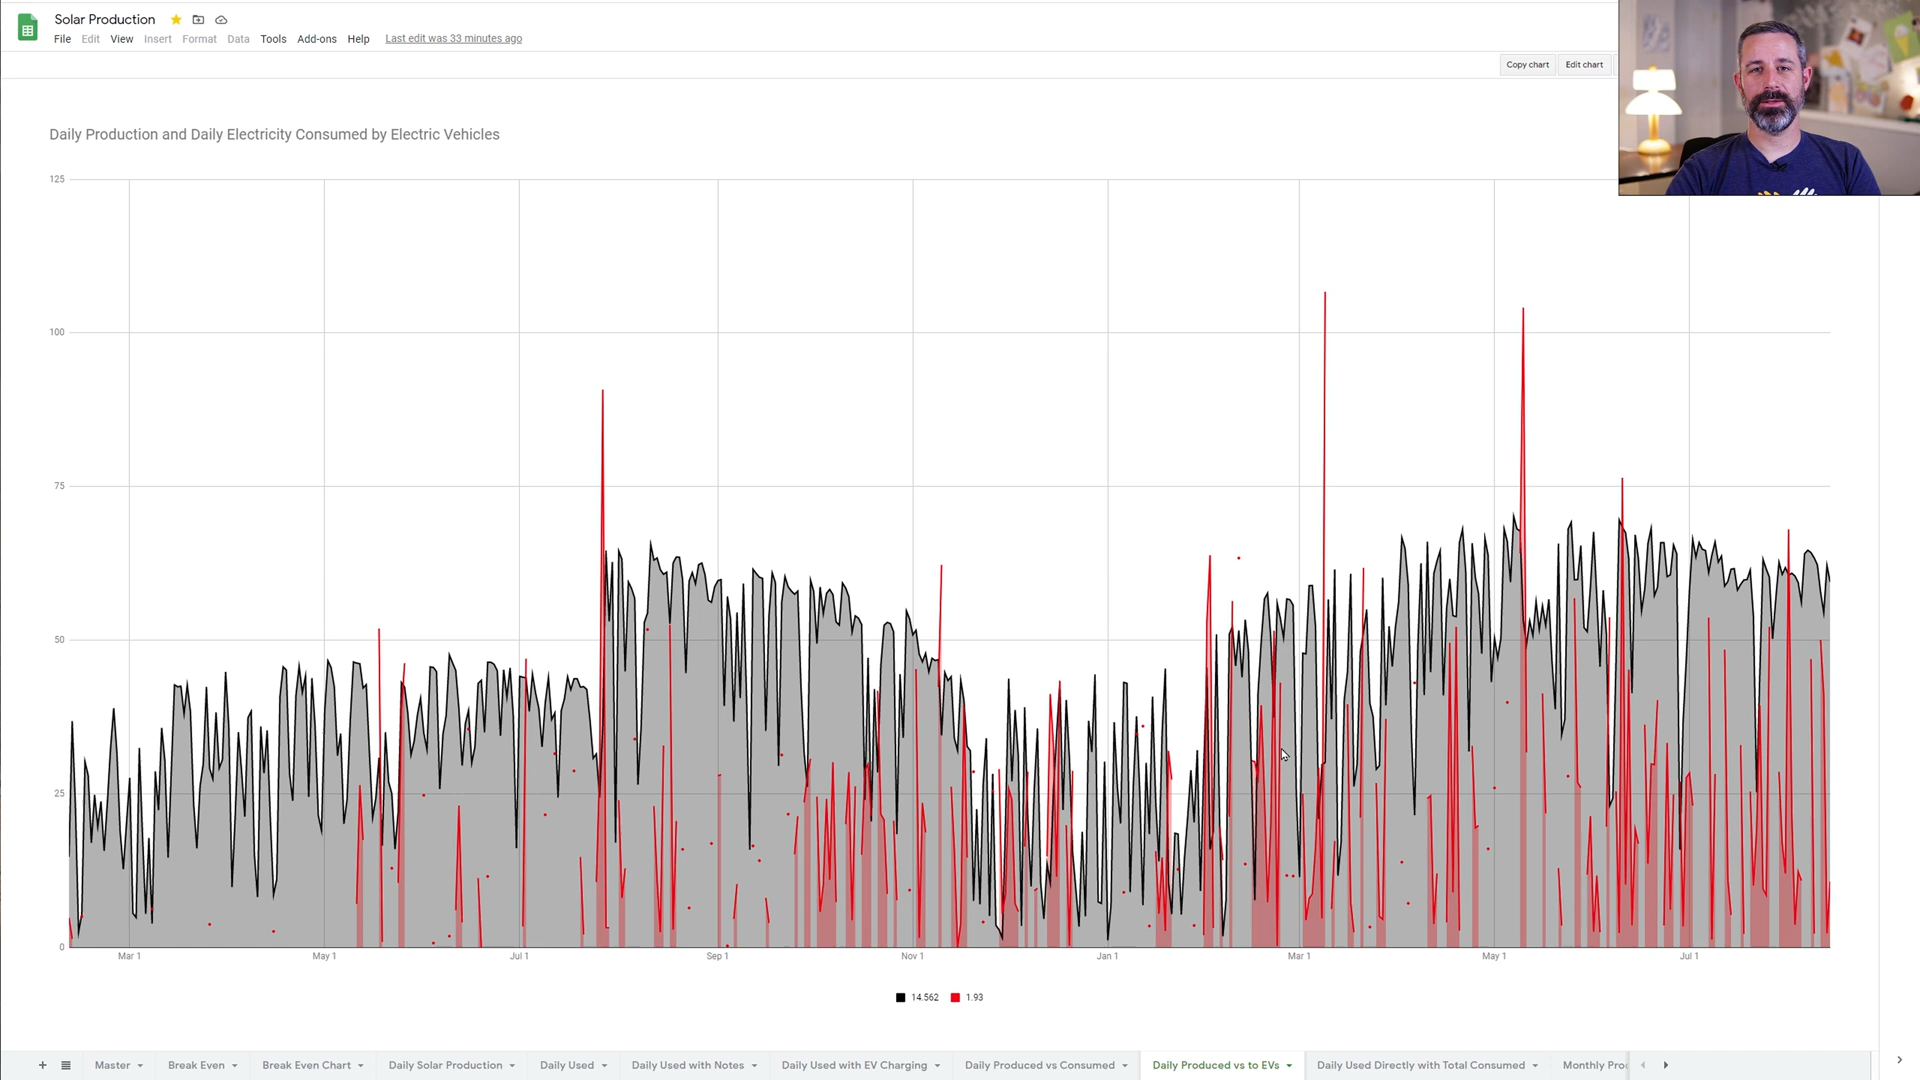 Solar Production
File Edit View Insert Format Data Tools Add-ons Help Last edit was 33 minutes ago
Copy chart Edit chart
Daily Production and Daily Electricity Consumed by Electric Vehicles
125
100
75
50
25
0
Mar 1 May 1 Jul 1 Sep 1 Nov 1 Jan 1 Mar 1 May 1 Jul 1
14.562 1.93
Master Break Even Break Even Chart Daily Solar Production Daily Used Daily Used with Notes Daily Used with EV Charging Daily Produced vs Consumed Daily Produced vs to EVs Daily Used Directly with Total Consumed Monthly Pro